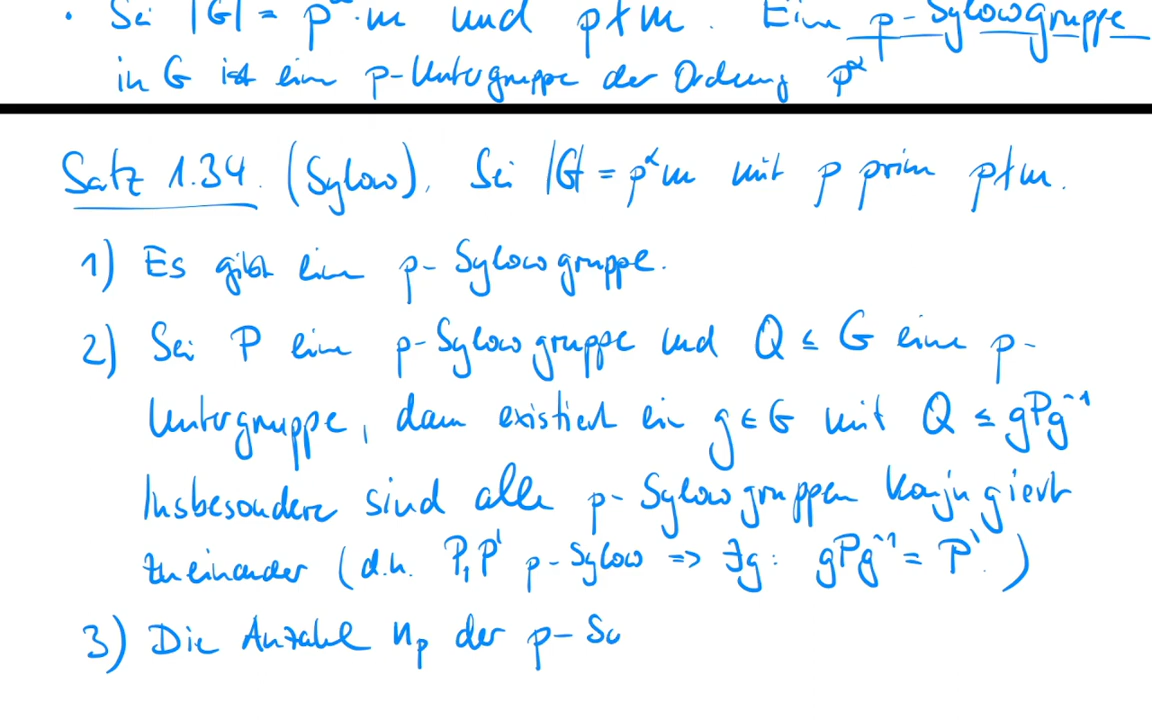 • Sei |G| = p^α · m und p∤m. Eine p-Sylowgruppe
in G ist eine p-Untergruppe der Ordnung p^α
Satz 1.34. (Sylow). Sei |G| = p^α m mit p prim p∤m.
1) Es gibt eine p-Sylowgruppe.
2) Sei P eine p-Sylowgruppe und Q ≤ G eine p-
Untergruppe, dann existiert ein g ∈ G mit Q ≤ gPg⁻¹
Insbesondere sind alle p-Sylowgruppen konjugiert
zueinander (d.h. P, P' p-Sylow => ∃g: gPg⁻¹ = P'.)
3) Die Anzahl n_p der p-Sy